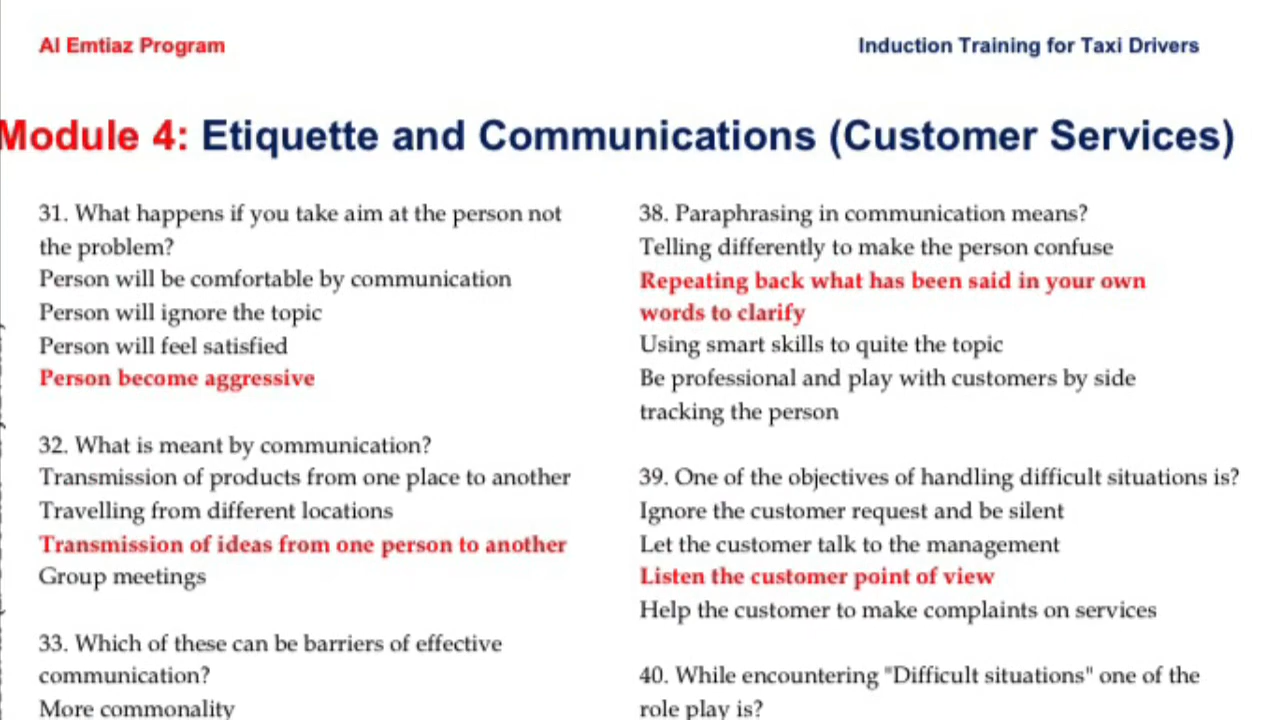 Al Emtiaz Program
Induction Training for Taxi Drivers
Module 4: Etiquette and Communications (Customer Services)
31. What happens if you take aim at the person not
the problem?
Person will be comfortable by communication
Person will ignore the topic
Person will feel satisfied
Person become aggressive
32. What is meant by communication?
Transmission of products from one place to another
Travelling from different locations
Transmission of ideas from one person to another
Group meetings
33. Which of these can be barriers of effective
communication?
More commonality
38. Paraphrasing in communication means?
Telling differently to make the person confuse
Repeating back what has been said in your own
words to clarify
Using smart skills to quite the topic
Be professional and play with customers by side
tracking the person
39. One of the objectives of handling difficult situations is?
Ignore the customer request and be silent
Let the customer talk to the management
Listen the customer point of view
Help the customer to make complaints on services
40. While encountering "Difficult situations" one of the
role play is?